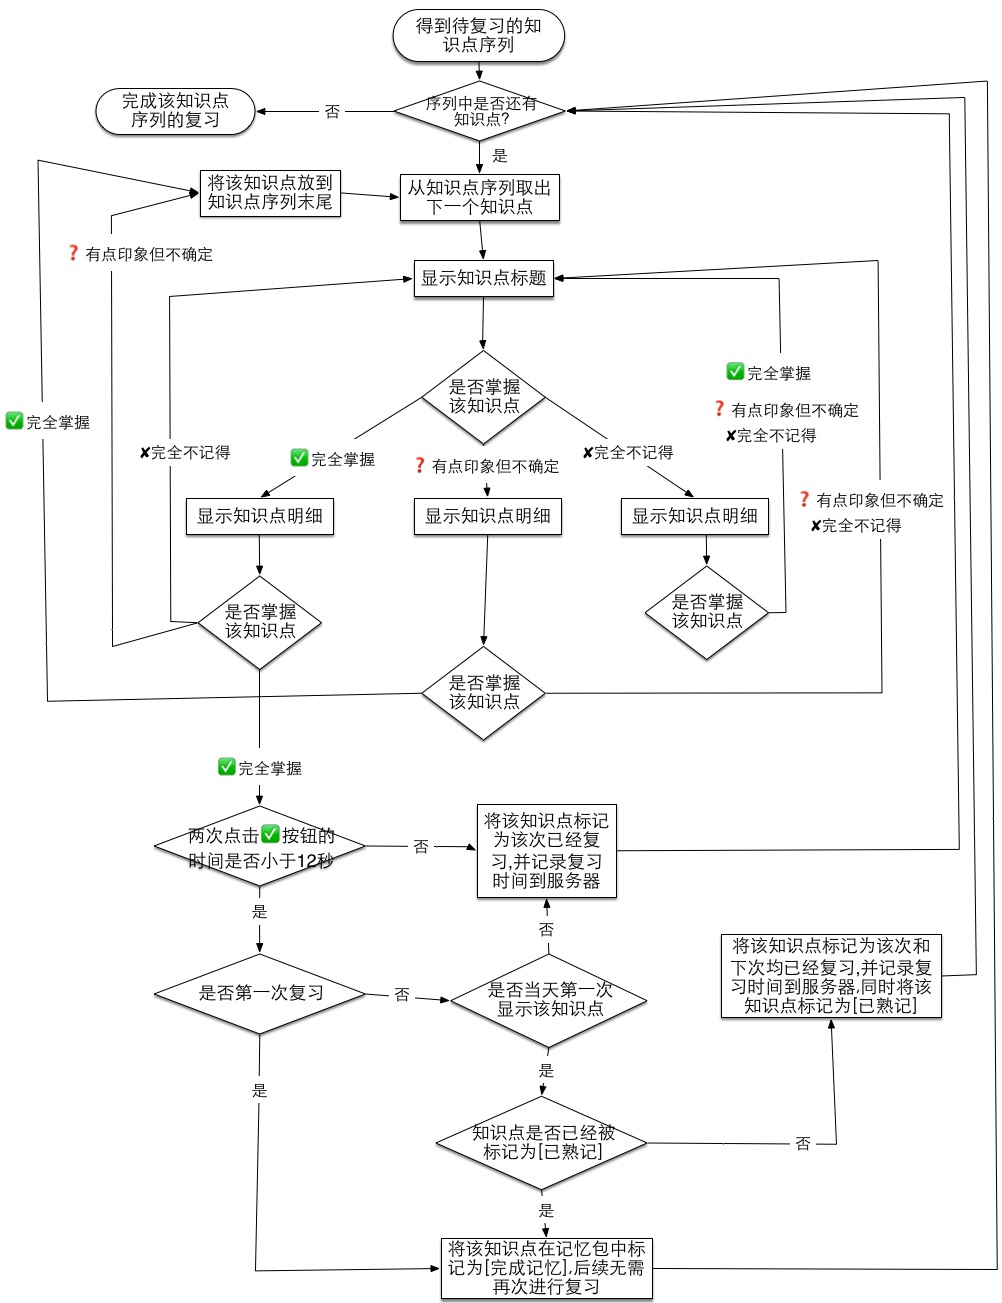 得到待复习的知
识点序列
序列中是否还有
知识点?
否
完成该知识点
序列的复习
是
将该知识点放到
知识点序列末尾
从知识点序列取出
下一个知识点
❓ 有点印象但不确定
显示知识点标题
是否掌握
该知识点
✅ 完全掌握
❓ 有点印象但不确定
✘完全不记得
✅ 完全掌握
✘完全不记得
✅ 完全掌握
❓ 有点印象但不确定
✘完全不记得
❓ 有点印象但不确定
✘完全不记得
显示知识点明细
显示知识点明细
显示知识点明细
是否掌握
该知识点
是否掌握
该知识点
是否掌握
该知识点
✅ 完全掌握
两次点击✅按钮的
时间是否小于12秒
否
将该知识点标记
为该次已经复
习,并记录复习
时间到服务器
是
否
是否第一次复习
否
是否当天第一次
显示该知识点
将该知识点标记为该次和
下次均已经复习,并记录复
习时间到服务器,同时将该
知识点标记为[已熟记]
是
是
知识点是否已经被
标记为[已熟记]
否
是
将该知识点在记忆包中标
记为[完成记忆],后续无需
再次进行复习